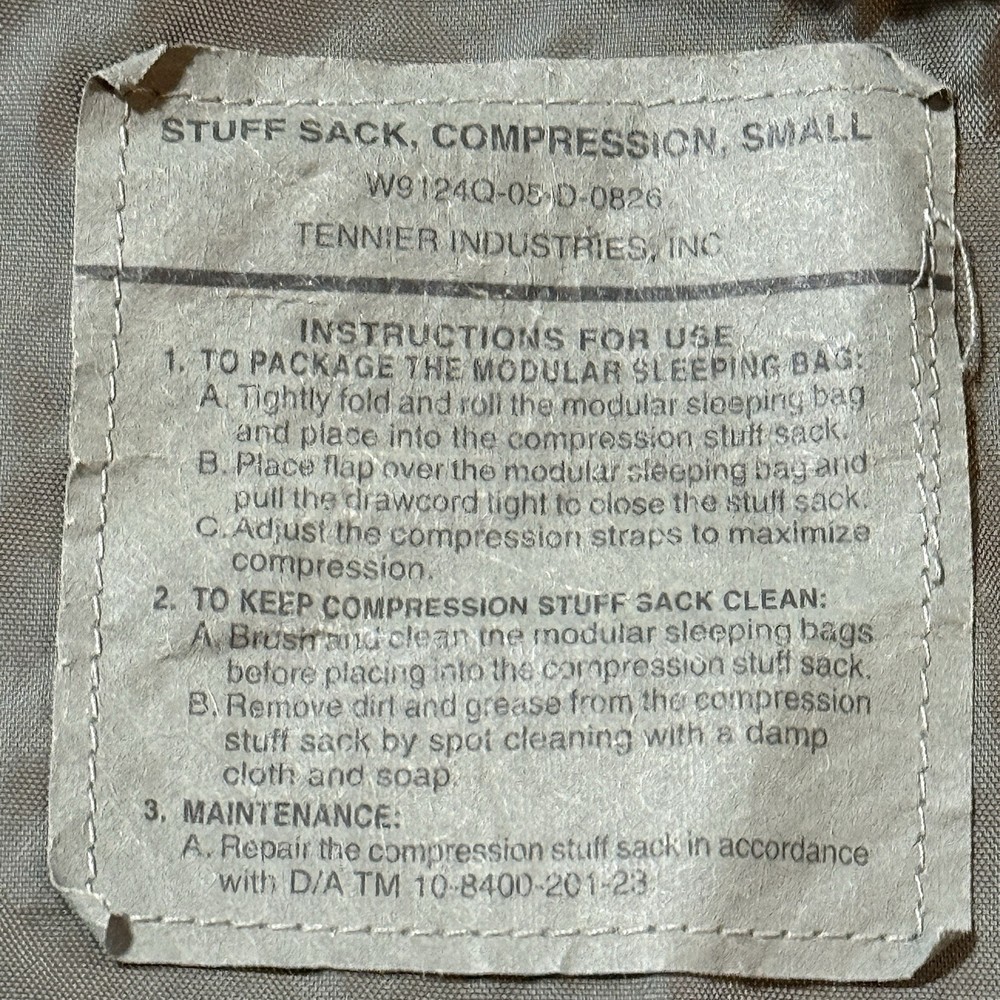 STUFF SACK, COMPRESSION, SMALL
W9124Q-05-D-0826
TENNIER INDUSTRIES, INC
INSTRUCTIONS FOR USE
1. TO PACKAGE THE MODULAR SLEEPING BAG:
A. Tightly fold and roll the modular sleeping bag
and place into the compression stuff sack.
B. Place flap over the modular sleeping bag and
pull the drawcord tight to close the stuff sack.
C. Adjust the compression straps to maximize
compression.
2. TO KEEP COMPRESSION STUFF SACK CLEAN:
A. Brush and clean the modular sleeping bags
before placing into the compression stuff sack.
B. Remove dirt and grease from the compression
stuff sack by spot cleaning with a damp
cloth and soap.
3. MAINTENANCE:
A. Repair the compression stuff sack in accordance
with D/A TM 10-8400-201-23